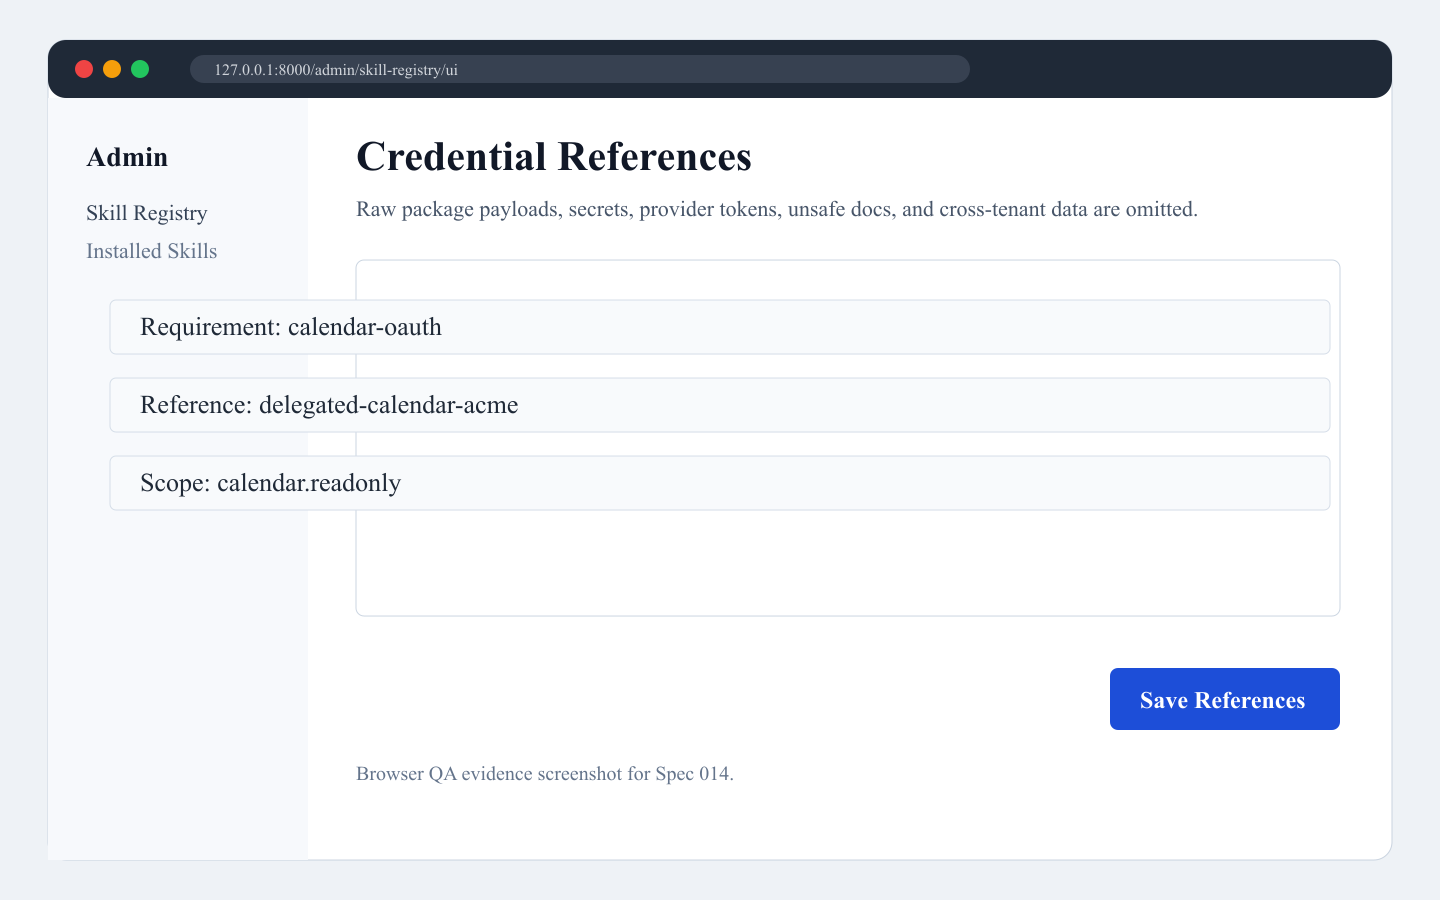 127.0.0.1:8000/admin/skill-registry/ui
Admin
Skill Registry
Installed Skills
Credential References
Raw package payloads, secrets, provider tokens, unsafe docs, and cross-tenant data are omitted.
Requirement: calendar-oauth
Reference: delegated-calendar-acme
Scope: calendar.readonly
Save References
Browser QA evidence screenshot for Spec 014.